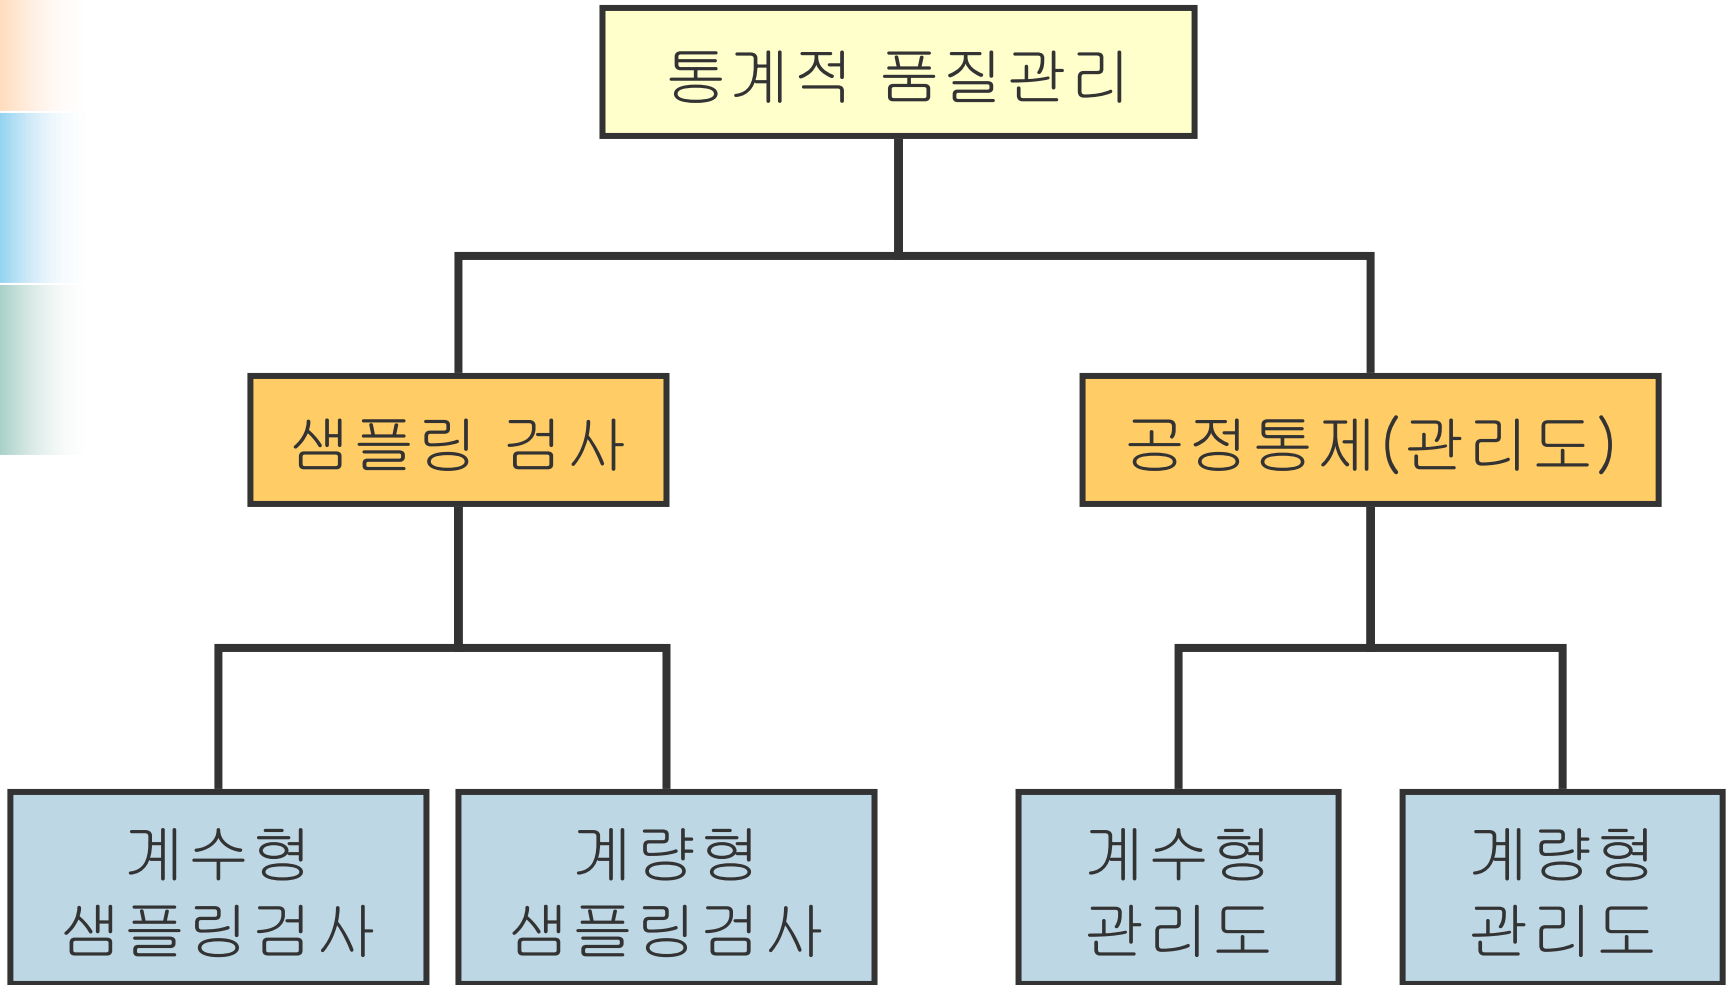 통계적 품질관리
샘플링 검사
공정통제(관리도)
계수형
샘플링검사
계량형
샘플링검사
계수형
관리도
계량형
관리도